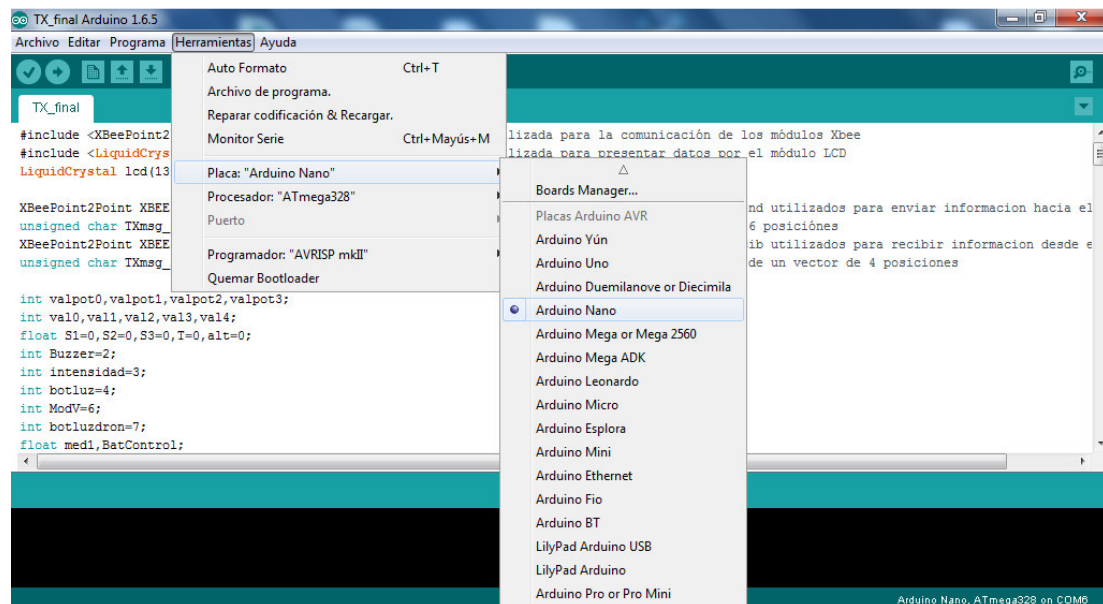 TX_final Arduino 1.6.5
Archivo Editar Programa Herramientas Ayuda
TX_final
Auto Formato Ctrl+T
Archivo de programa.
Reparar codificación & Recargar.
Monitor Serie Ctrl+Mayús+M
Placa: "Arduino Nano"
Procesador: "ATmega328"
Puerto
Programador: "AVRISP mkII"
Quemar Bootloader
Boards Manager...
Placas Arduino AVR
Arduino Yún
Arduino Uno
Arduino Duemilanove or Diecimila
Arduino Nano
Arduino Mega or Mega 2560
Arduino Mega ADK
Arduino Leonardo
Arduino Micro
Arduino Esplora
Arduino Mini
Arduino Ethernet
Arduino Fio
Arduino BT
LilyPad Arduino USB
LilyPad Arduino
Arduino Pro or Pro Mini
#include <XBeePoint2 lizada para la comunicación de los módulos Xbee
#include <LiquidCrys lizada para presentar datos por el módulo LCD
LiquidCrystal lcd(13
XBeePoint2Point XBEE nd utilizados para enviar informacion hacia el
unsigned char TXmsg_ 6 posiciónes
XBeePoint2Point XBEE ib utilizados para recibir informacion desde e
unsigned char TXmsg_ de un vector de 4 posiciones
int valpot0,valpot1,valpot2,valpot3;
int val0,val1,val2,val3,val4;
float S1=0,S2=0,S3=0,T=0,alt=0;
int Buzzer=2;
int intensidad=3;
int botluz=4;
int ModV=6;
int botluzdron=7;
float med1,BatControl;
Arduino Nano, ATmega328 on COM6